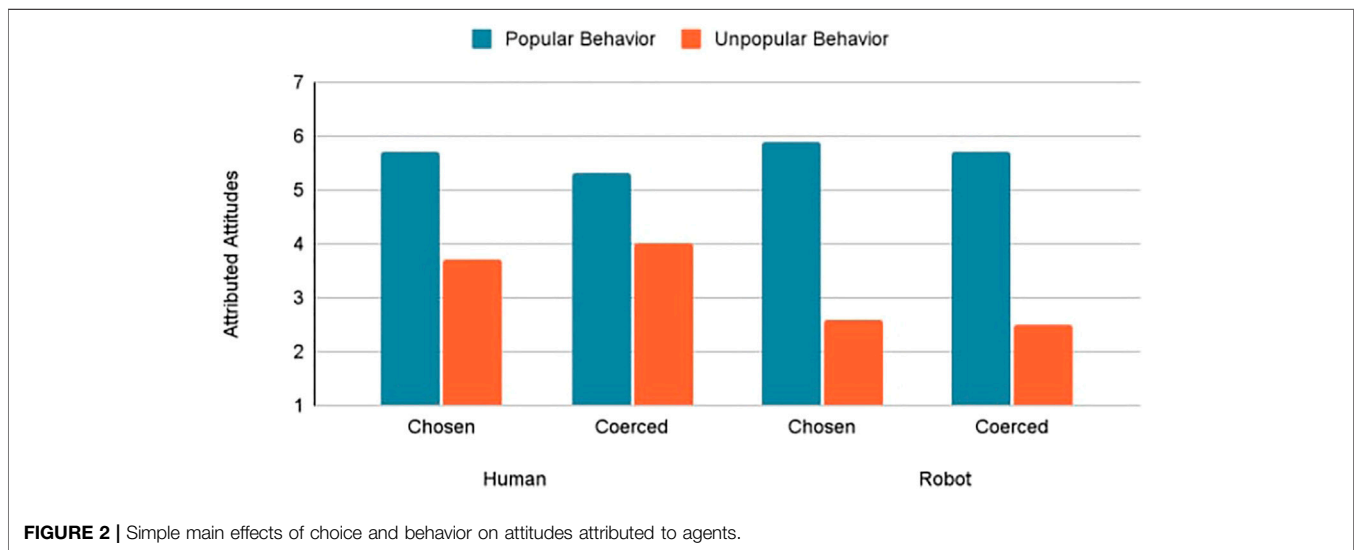 Popular Behavior Unpopular Behavior
7
6
5
4
3
2
1
Attributed Attitudes
Chosen Coerced Chosen Coerced
Human Robot
FIGURE 2 | Simple main effects of choice and behavior on attitudes attributed to agents.